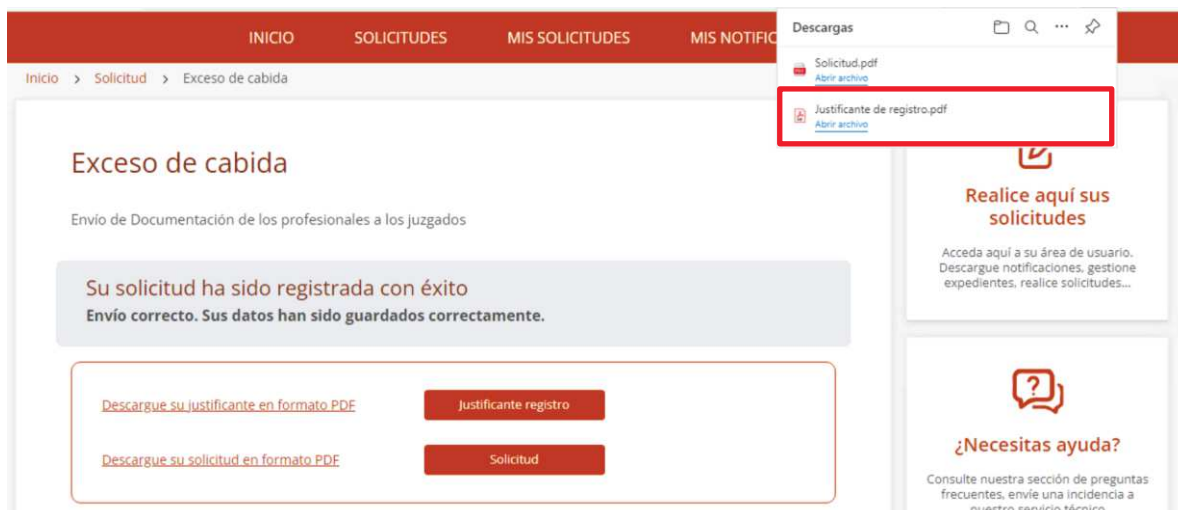 INICIO SOLICITUDES MIS SOLICITUDES MIS NOTIFIC
Descargas
Solicitud.pdf
Abrir archivo
Justificante de registro.pdf
Abrir archivo
Inicio > Solicitud > Exceso de cabida
Exceso de cabida
Envío de Documentación de los profesionales a los juzgados
Su solicitud ha sido registrada con éxito
Envío correcto. Sus datos han sido guardados correctamente.
Descargue su justificante en formato PDF
Justificante registro
Descargue su solicitud en formato PDF
Solicitud
Realice aquí sus
solicitudes
Acceda aquí a su área de usuario.
Descargue notificaciones, gestione
expedientes, realice solicitudes...
¿Necesitas ayuda?
Consulte nuestra sección de preguntas
frecuentes, envíe una incidencia a
nuestro servicio técnico